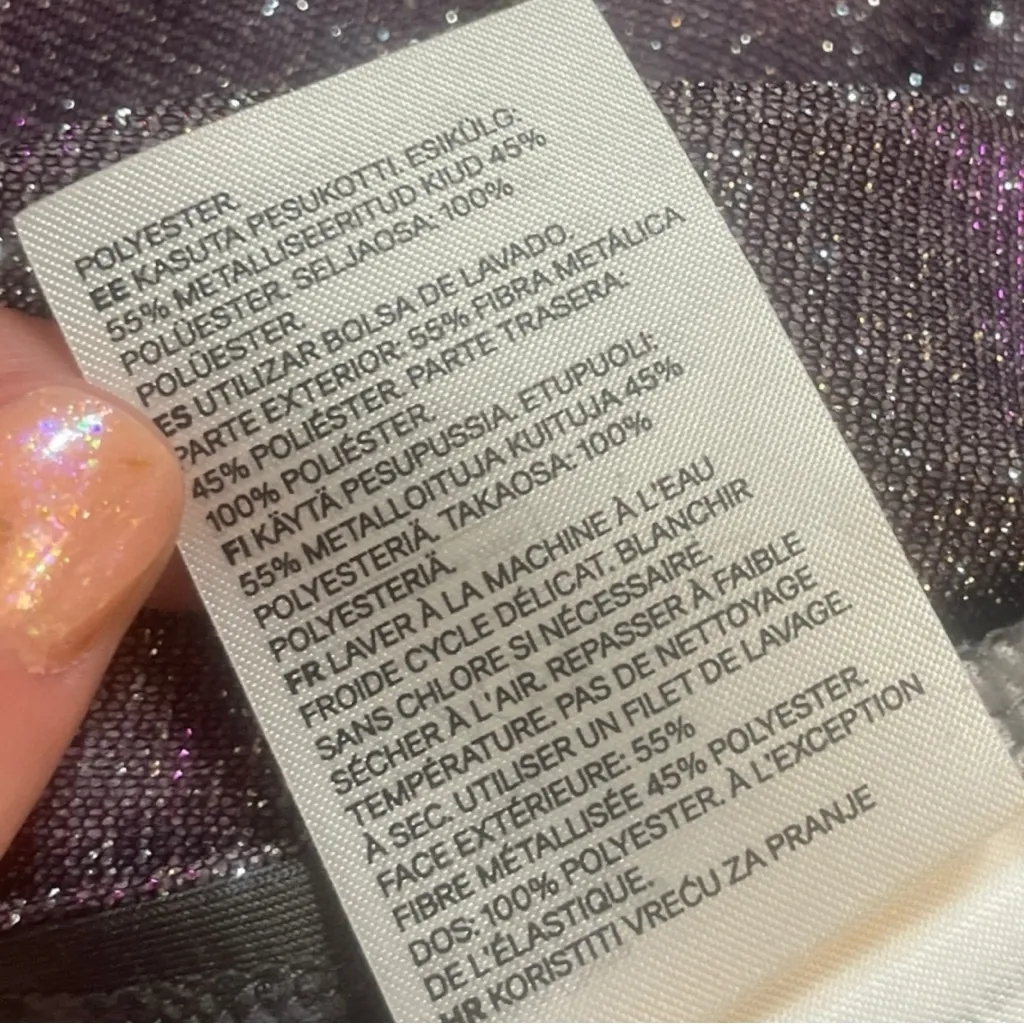 POLYESTER.
EE KASUTA PESUKOTTI. ESIKÜLG:
55% METALLISEERITUD KIUD 45%
POLÜESTER. SELJAOSA: 100%
POLÜESTER.
ES UTILIZAR BOLSA DE LAVADO.
PARTE EXTERIOR: 55% FIBRA METÁLICA
45% POLIÉSTER. PARTE TRASERA:
100% POLIÉSTER.
FI KÄYTÄ PESUPUSSIA. ETUPUOLI:
55% METALLOITUJA KUITUJA 45%
POLYESTERIÄ. TAKAOSA: 100%
POLYESTERIÄ.
FR LAVER À LA MACHINE À L'EAU
FROIDE CYCLE DÉLICAT. BLANCHIR
SANS CHLORE SI NÉCESSAIRE.
SÉCHER À L'AIR. REPASSER À FAIBLE
TEMPÉRATURE. PAS DE NETTOYAGE
À SEC. UTILISER UN FILET DE LAVAGE.
FACE EXTÉRIEURE: 55%
FIBRE MÉTALLISÉE 45% POLYESTER.
DOS: 100% POLYESTER. À L'EXCEPTION
DE L'ÉLASTIQUE.
HR KORISTITI VREĆU ZA PRANJE